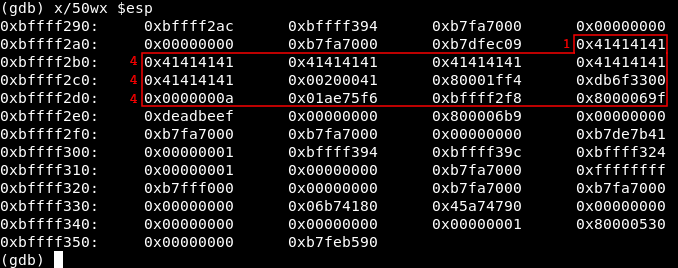 (gdb) x/50wx $esp
0xbffff290: 0xbffff2ac 0xbffff394 0xb7fa7000 0x00000000
0xbffff2a0: 0x00000000 0xb7fa7000 0xb7dfec09 1 0x41414141
0xbffff2b0: 4 0x41414141 0x41414141 0x41414141 0x41414141
0xbffff2c0: 4 0x41414141 0x00200041 0x80001ff4 0xdb6f3300
0xbffff2d0: 4 0x0000000a 0x01ae75f6 0xbffff2f8 0x8000069f
0xbffff2e0: 0xdeadbeef 0x00000000 0x800006b9 0x00000000
0xbffff2f0: 0xb7fa7000 0xb7fa7000 0x00000000 0xb7de7b41
0xbffff300: 0x00000001 0xbffff394 0xbffff39c 0xbffff324
0xbffff310: 0x00000001 0x00000000 0xb7fa7000 0xffffffff
0xbffff320: 0xb7fff000 0x00000000 0xb7fa7000 0xb7fa7000
0xbffff330: 0x00000000 0x06b74180 0x45a74790 0x00000000
0xbffff340: 0x00000000 0x00000000 0x00000001 0x80000530
0xbffff350: 0x00000000 0xb7feb590
(gdb)